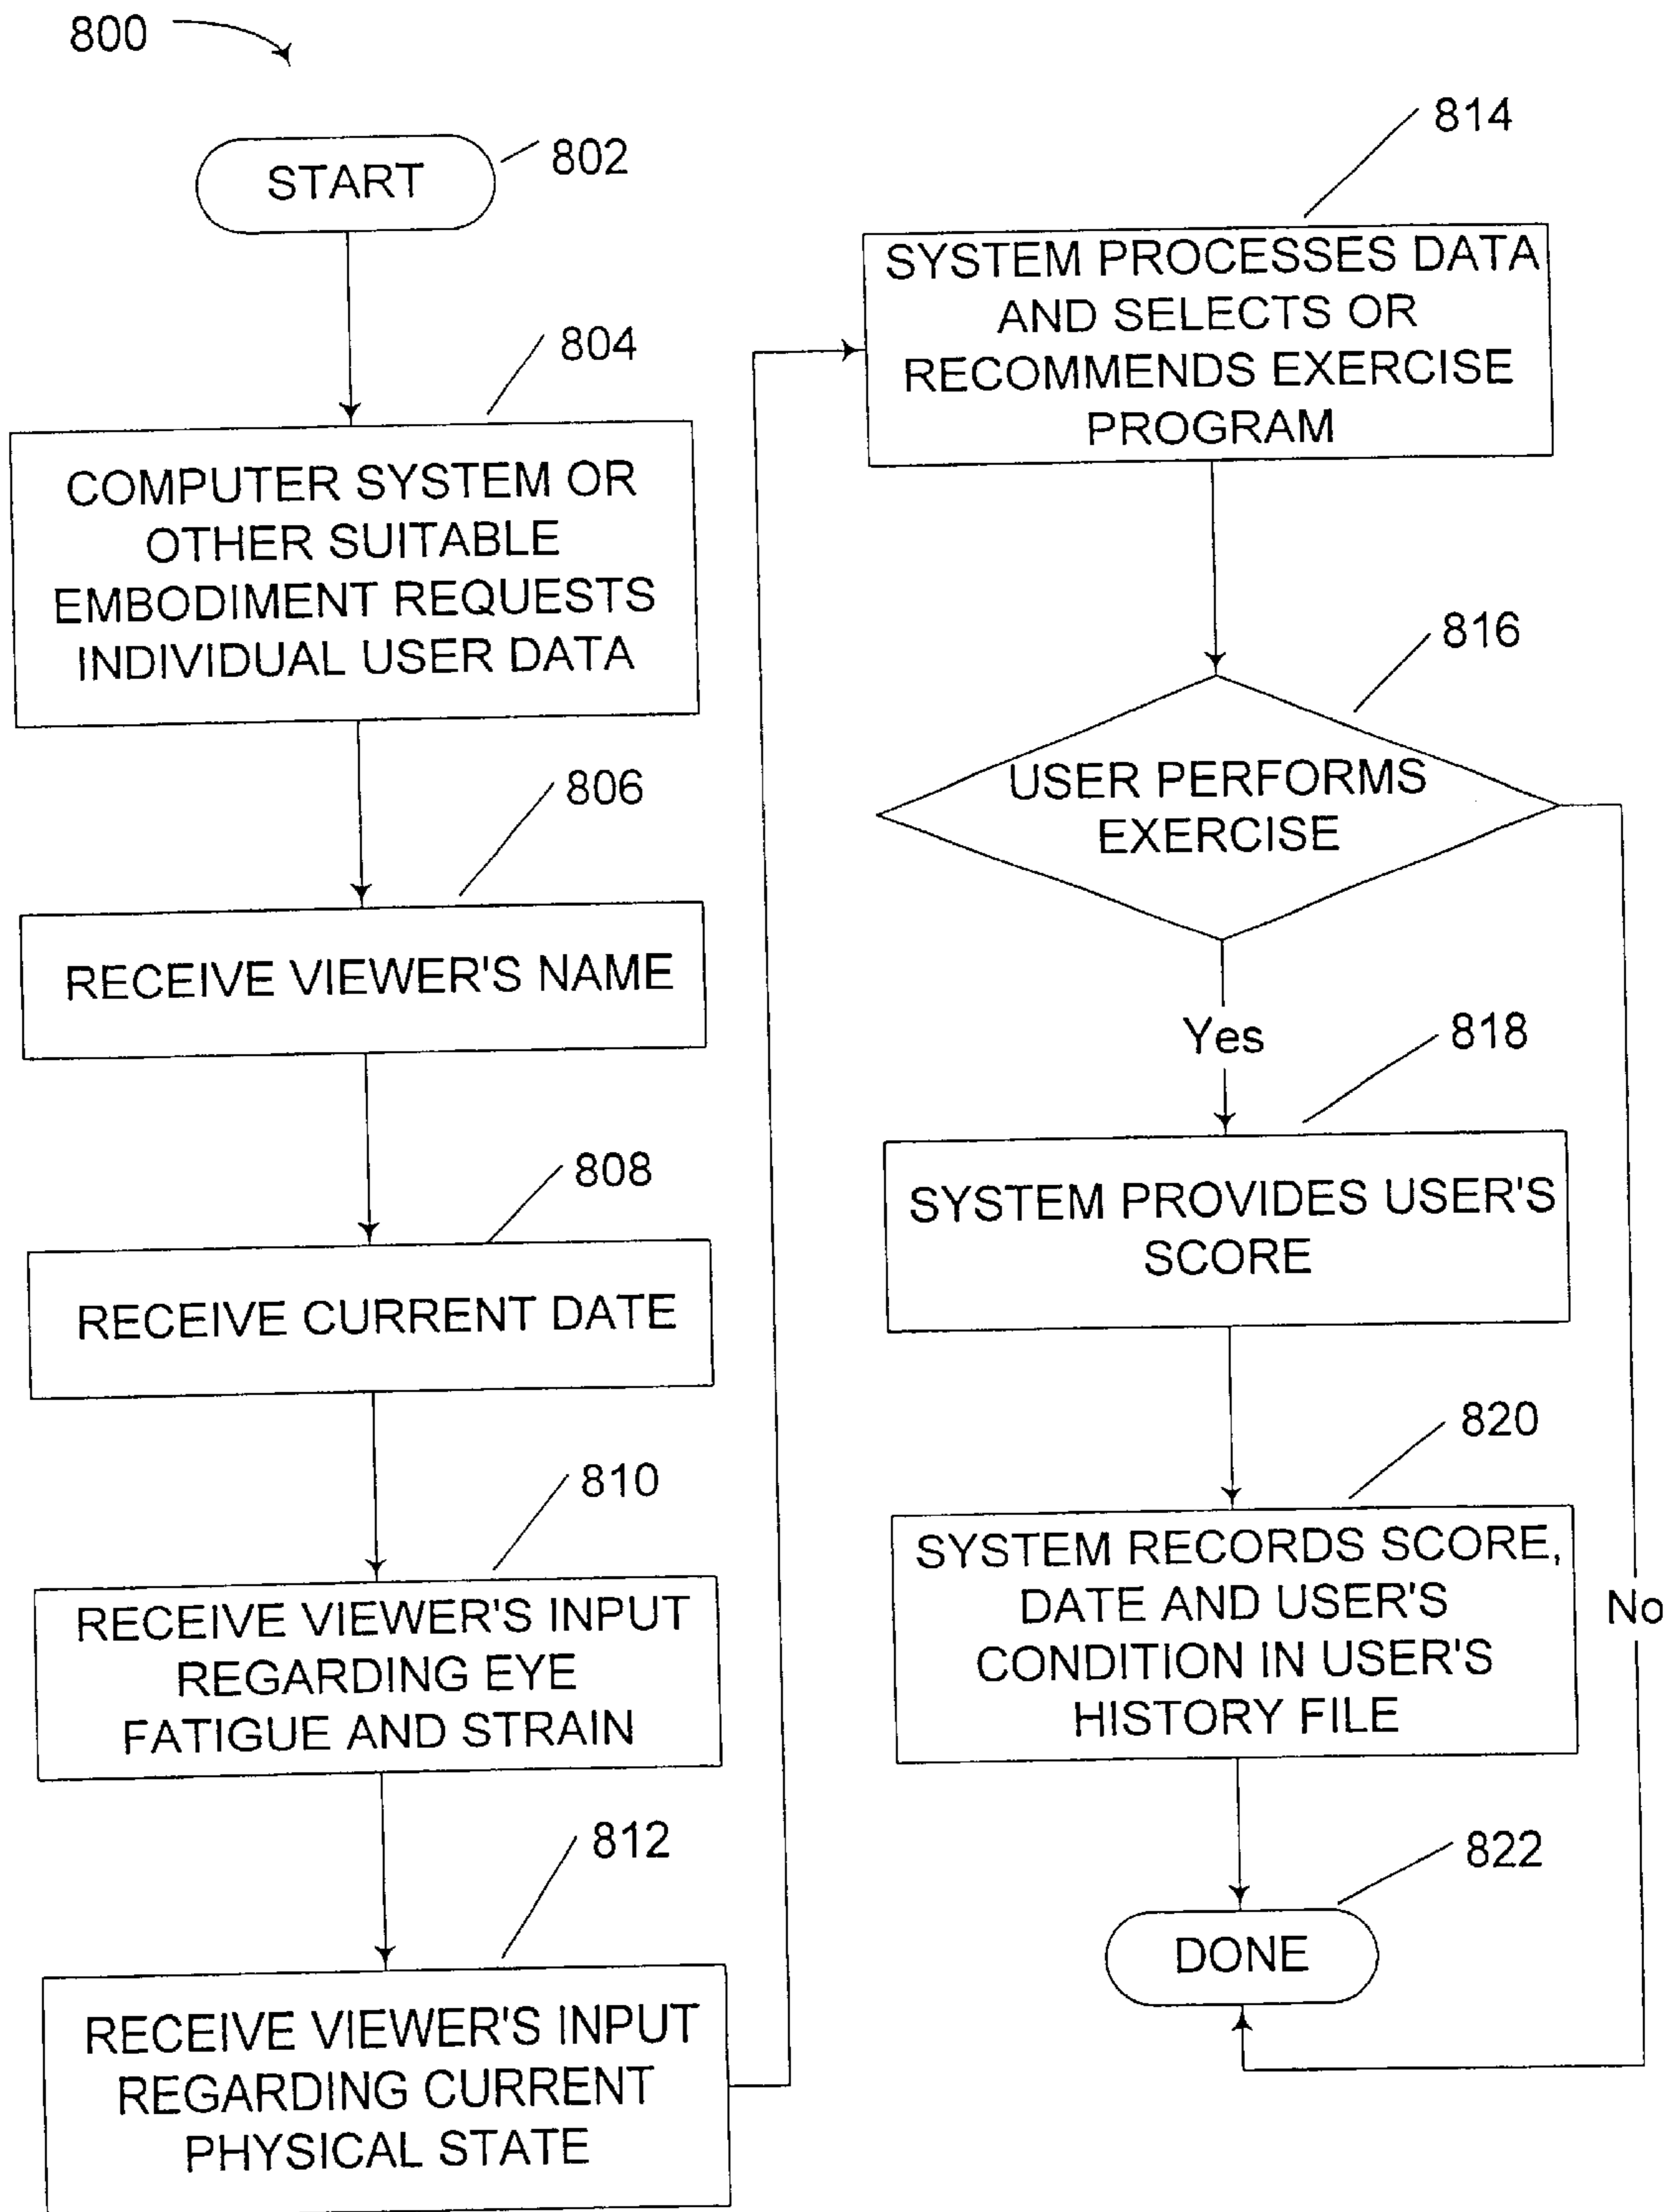 800
START
802
804
COMPUTER SYSTEM OR
OTHER SUITABLE
EMBODIMENT REQUESTS
INDIVIDUAL USER DATA
806
RECEIVE VIEWER'S NAME
808
RECEIVE CURRENT DATE
810
RECEIVE VIEWER'S INPUT
REGARDING EYE
FATIGUE AND STRAIN
812
RECEIVE VIEWER'S INPUT
REGARDING CURRENT
PHYSICAL STATE
814
SYSTEM PROCESSES DATA
AND SELECTS OR
RECOMMENDS EXERCISE
PROGRAM
816
USER PERFORMS
EXERCISE
Yes
818
SYSTEM PROVIDES USER'S
SCORE
820
SYSTEM RECORDS SCORE,
DATE AND USER'S
CONDITION IN USER'S
HISTORY FILE
No
822
DONE